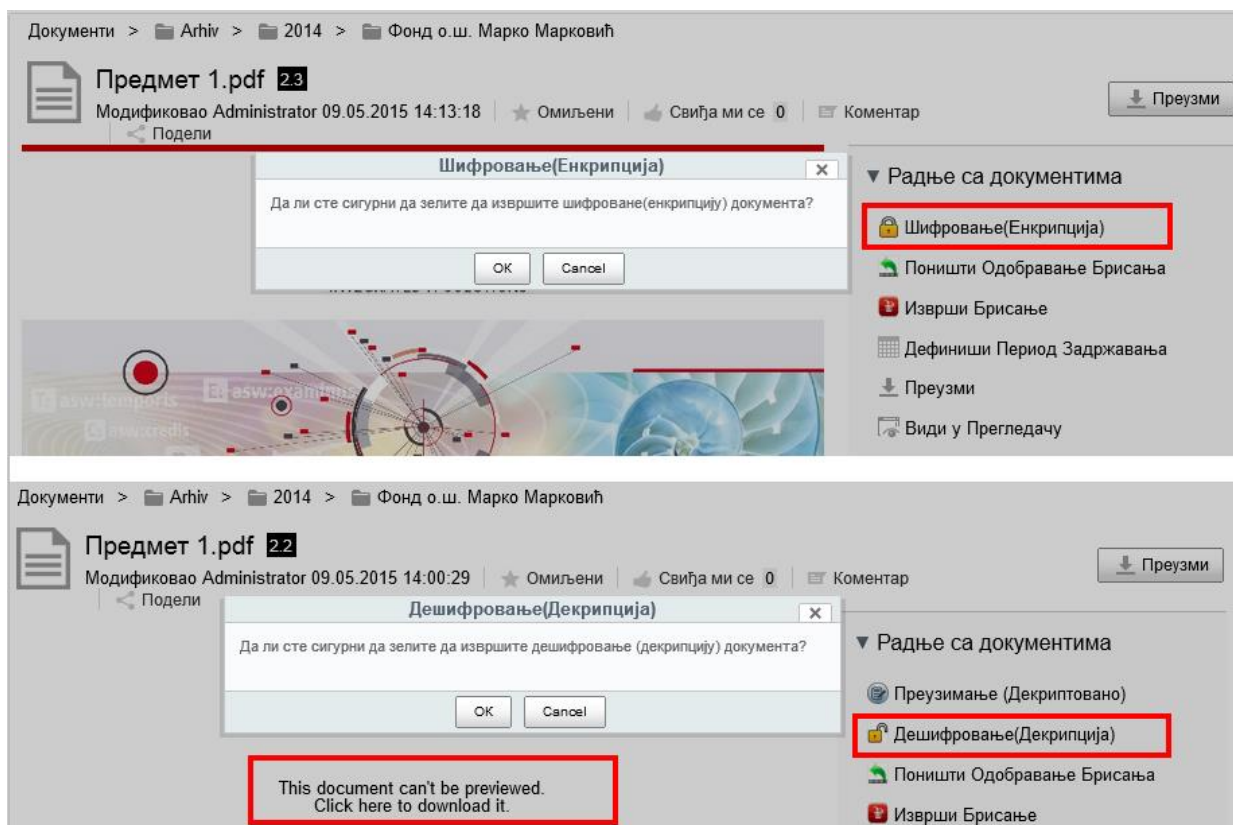 Документи > Arhiv > 2014 > Фонд о.ш. Марко Марковић
Предмет 1.pdf 2.3
Модификовао Administrator 09.05.2015 14:13:18 Омиљени Свиђа ми се 0 Коментар
Подели
Преузми
Шифровање(Енкрипција)
Да ли сте сигурни да зелите да извршите шифроване(енкрипцију) документа?
OK Cancel
Радње са документима
Шифровање(Енкрипција)
Поништи Одобравање Брисања
Изврши Брисање
Дефиниши Период Задржавања
Преузми
Види у Прегледачу
asw:temporis
asw:examdos
asw:credis
Документи > Arhiv > 2014 > Фонд о.ш. Марко Марковић
Предмет 1.pdf 2.2
Модификовао Administrator 09.05.2015 14:00:29 Омиљени Свиђа ми се 0 Коментар
Подели
Преузми
Дешифровање(Декрипција)
Да ли сте сигурни да зелите да извршите дешифровање (декрипцију) документа?
OK Cancel
This document can't be previewed.
Click here to download it.
Радње са документима
Преузимање (Декриптовано)
Дешифровање(Декрипција)
Поништи Одобравање Брисања
Изврши Брисање